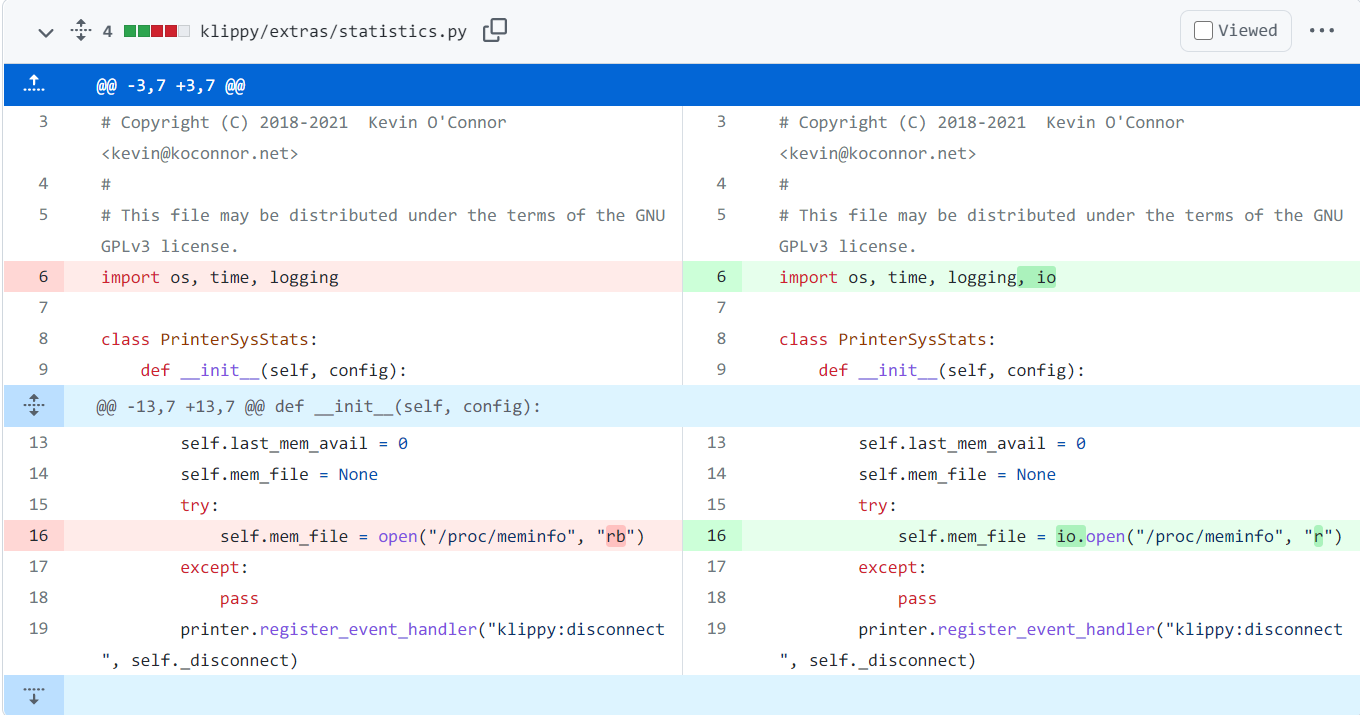 4 klippy/extras/statistics.py Viewed
@@ -3,7 +3,7 @@
3 # Copyright (C) 2018-2021  Kevin O'Connor
<kevin@koconnor.net>
4 #
5 # This file may be distributed under the terms of the GNU
GPLv3 license.
6 import os, time, logging
7
8 class PrinterSysStats:
9     def __init__(self, config):
3 # Copyright (C) 2018-2021  Kevin O'Connor
<kevin@koconnor.net>
4 #
5 # This file may be distributed under the terms of the GNU
GPLv3 license.
6 import os, time, logging, io
7
8 class PrinterSysStats:
9     def __init__(self, config):
@@ -13,7 +13,7 @@ def __init__(self, config):
13         self.last_mem_avail = 0
14         self.mem_file = None
15         try:
16             self.mem_file = open("/proc/meminfo", "rb")
17         except:
18             pass
19         printer.register_event_handler("klippy:disconnect
", self._disconnect)
13         self.last_mem_avail = 0
14         self.mem_file = None
15         try:
16             self.mem_file = io.open("/proc/meminfo", "r")
17         except:
18             pass
19         printer.register_event_handler("klippy:disconnect
", self._disconnect)